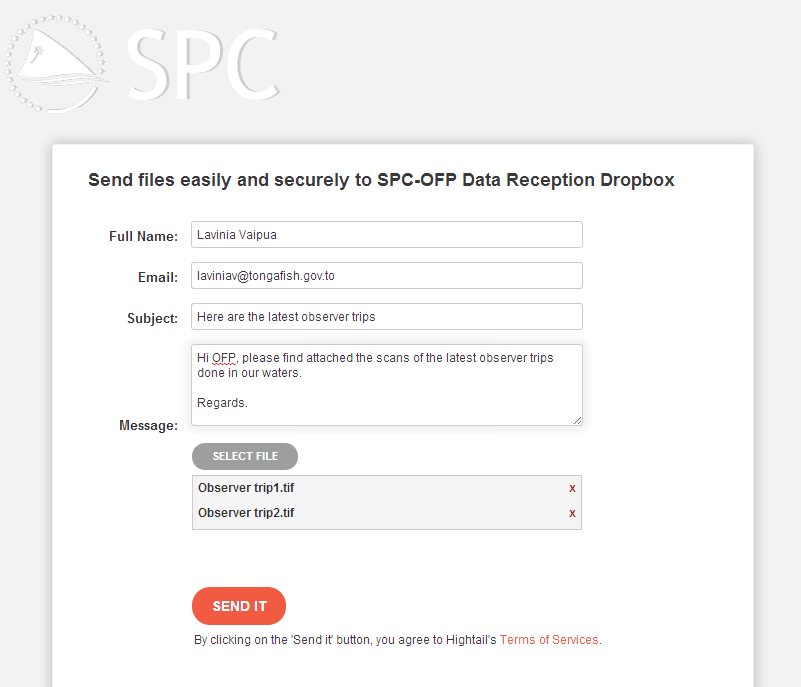 SPC
Send files easily and securely to SPC-OFP Data Reception Dropbox
Full Name: Lavinia Vaipua
Email: laviniav@tongafish.gov.to
Subject: Here are the latest observer trips
Hi OFP, please find attached the scans of the latest observer trips
done in our waters.
Regards.
Message:
SELECT FILE
Observer trip1.tif x
Observer trip2.tif x
SEND IT
By clicking on the 'Send it' button, you agree to Hightail's Terms of Services.